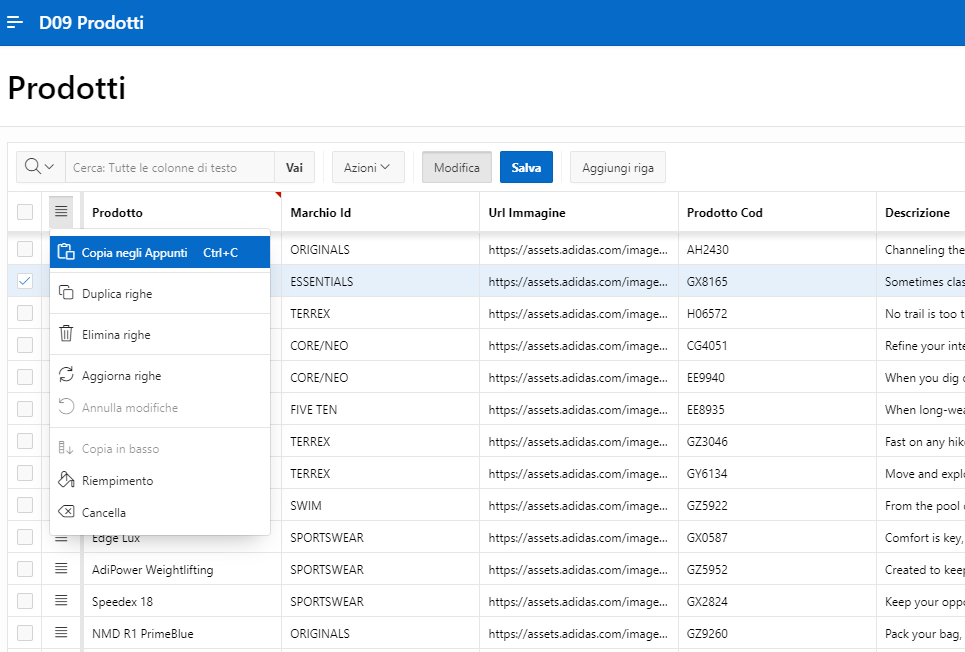 D09 Prodotti
Prodotti
Cerca: Tutte le colonne di testo Vai Azioni Modifica Salva Aggiungi riga
Prodotto Marchio Id Url Immagine Prodotto Cod Descrizione
Copia negli Appunti Ctrl+C
Duplica righe
Elimina righe
Aggiorna righe
Annulla modifiche
Copia in basso
Riempimento
Cancella
ORIGINALS https://assets.adidas.com/image... AH2430 Channeling the
ESSENTIALS https://assets.adidas.com/image... GX8165 Sometimes clas
TERREX https://assets.adidas.com/image... H06572 No trail is too t
CORE/NEO https://assets.adidas.com/image... CG4051 Refine your inte
CORE/NEO https://assets.adidas.com/image... EE9940 When you dig d
FIVE TEN https://assets.adidas.com/image... EE8935 When long-wea
TERREX https://assets.adidas.com/image... GZ3046 Fast on any hike
TERREX https://assets.adidas.com/image... GY6134 Move and explo
SWIM https://assets.adidas.com/image... GZ5922 From the pool
Edge Lux SPORTSWEAR https://assets.adidas.com/image... GX0587 Comfort is key,
AdiPower Weightlifting SPORTSWEAR https://assets.adidas.com/image... GZ5952 Created to keep
Speedex 18 SPORTSWEAR https://assets.adidas.com/image... GX2824 Keep your oppo
NMD R1 PrimeBlue ORIGINALS https://assets.adidas.com/image... GZ9260 Pack your bag,